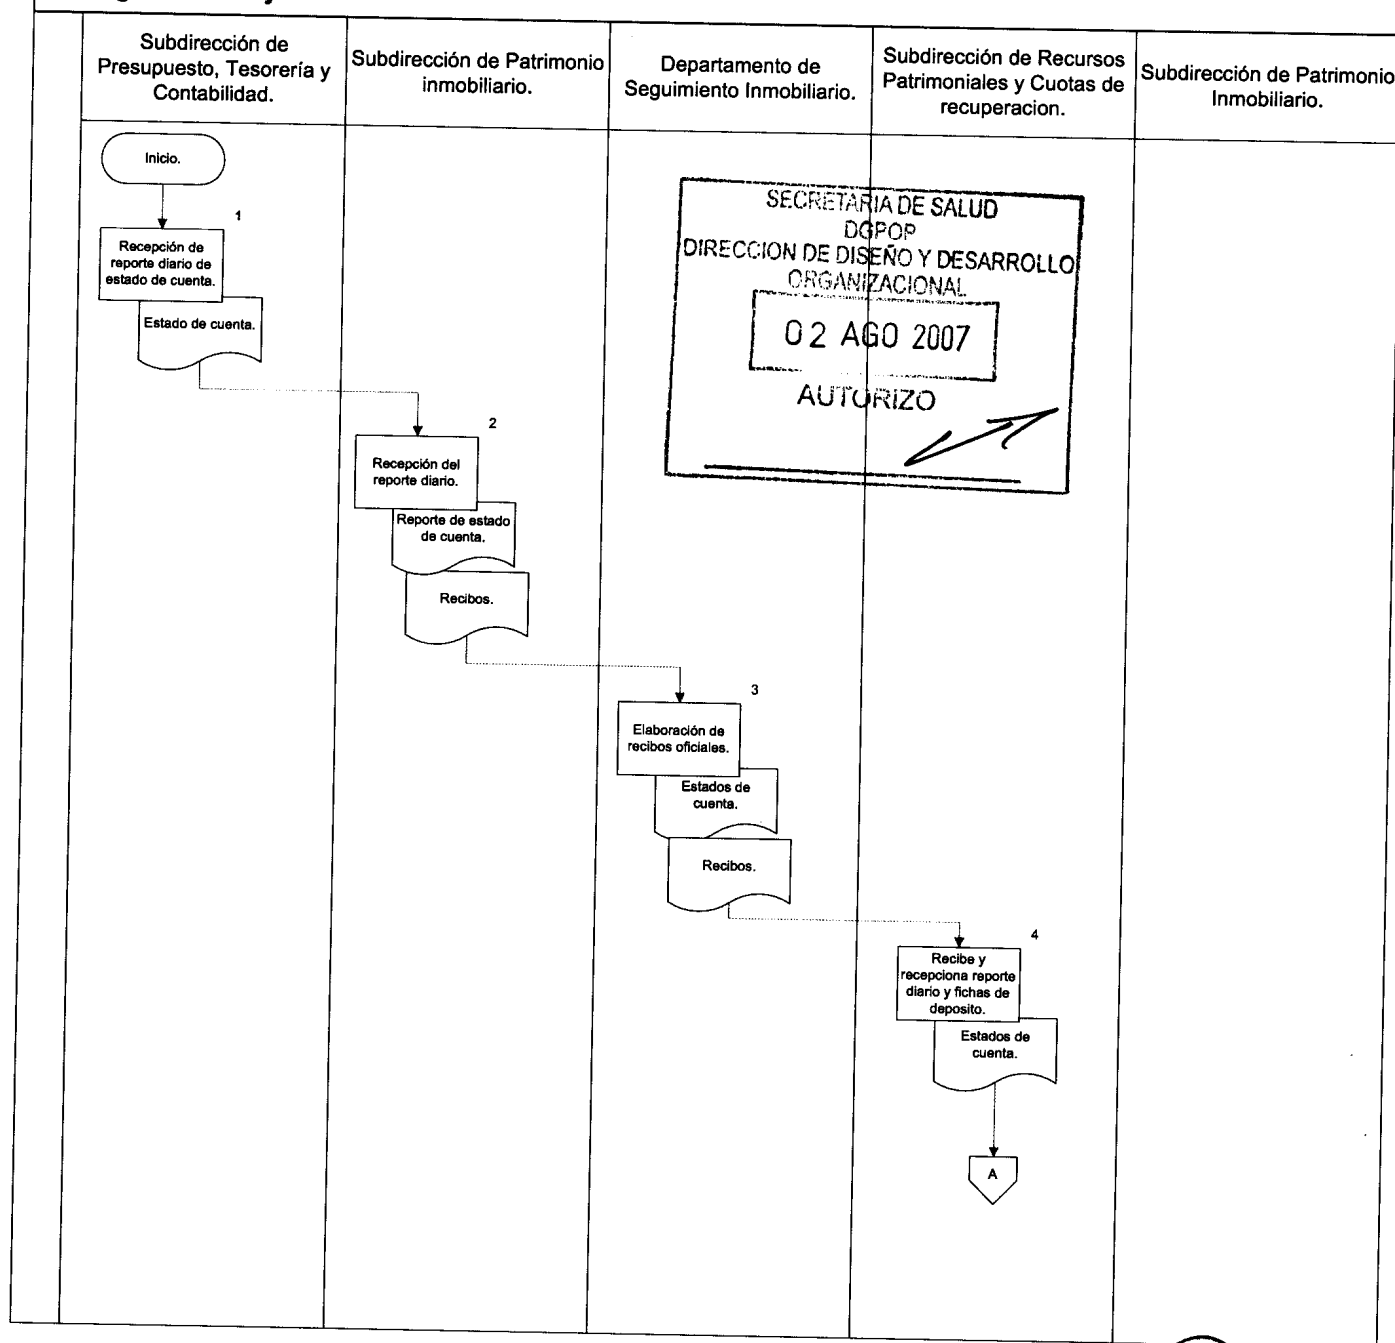 Subdirección de
Presupuesto, Tesorería y
Contabilidad.
Subdirección de Patrimonio
inmobiliario.
Departamento de
Seguimiento Inmobiliario.
Subdirección de Recursos
Patrimoniales y Cuotas de
recuperacion.
Subdirección de Patrimonio
Inmobiliario.
Inicio.
1
Recepción de
reporte diario de
estado de cuenta.
Estado de cuenta.
SECRETARIA DE SALUD
DGPOP
DIRECCION DE DISEÑO Y DESARROLLO
ORGANIZACIONAL
02 AGO 2007
AUTORIZO
2
Recepción del
reporte diario.
Reporte de estado
de cuenta.
Recibos.
3
Elaboración de
recibos oficiales.
Estados de
cuenta.
Recibos.
4
Recibe y
recepciona reporte
diario y fichas de
deposito.
Estados de
cuenta.
A